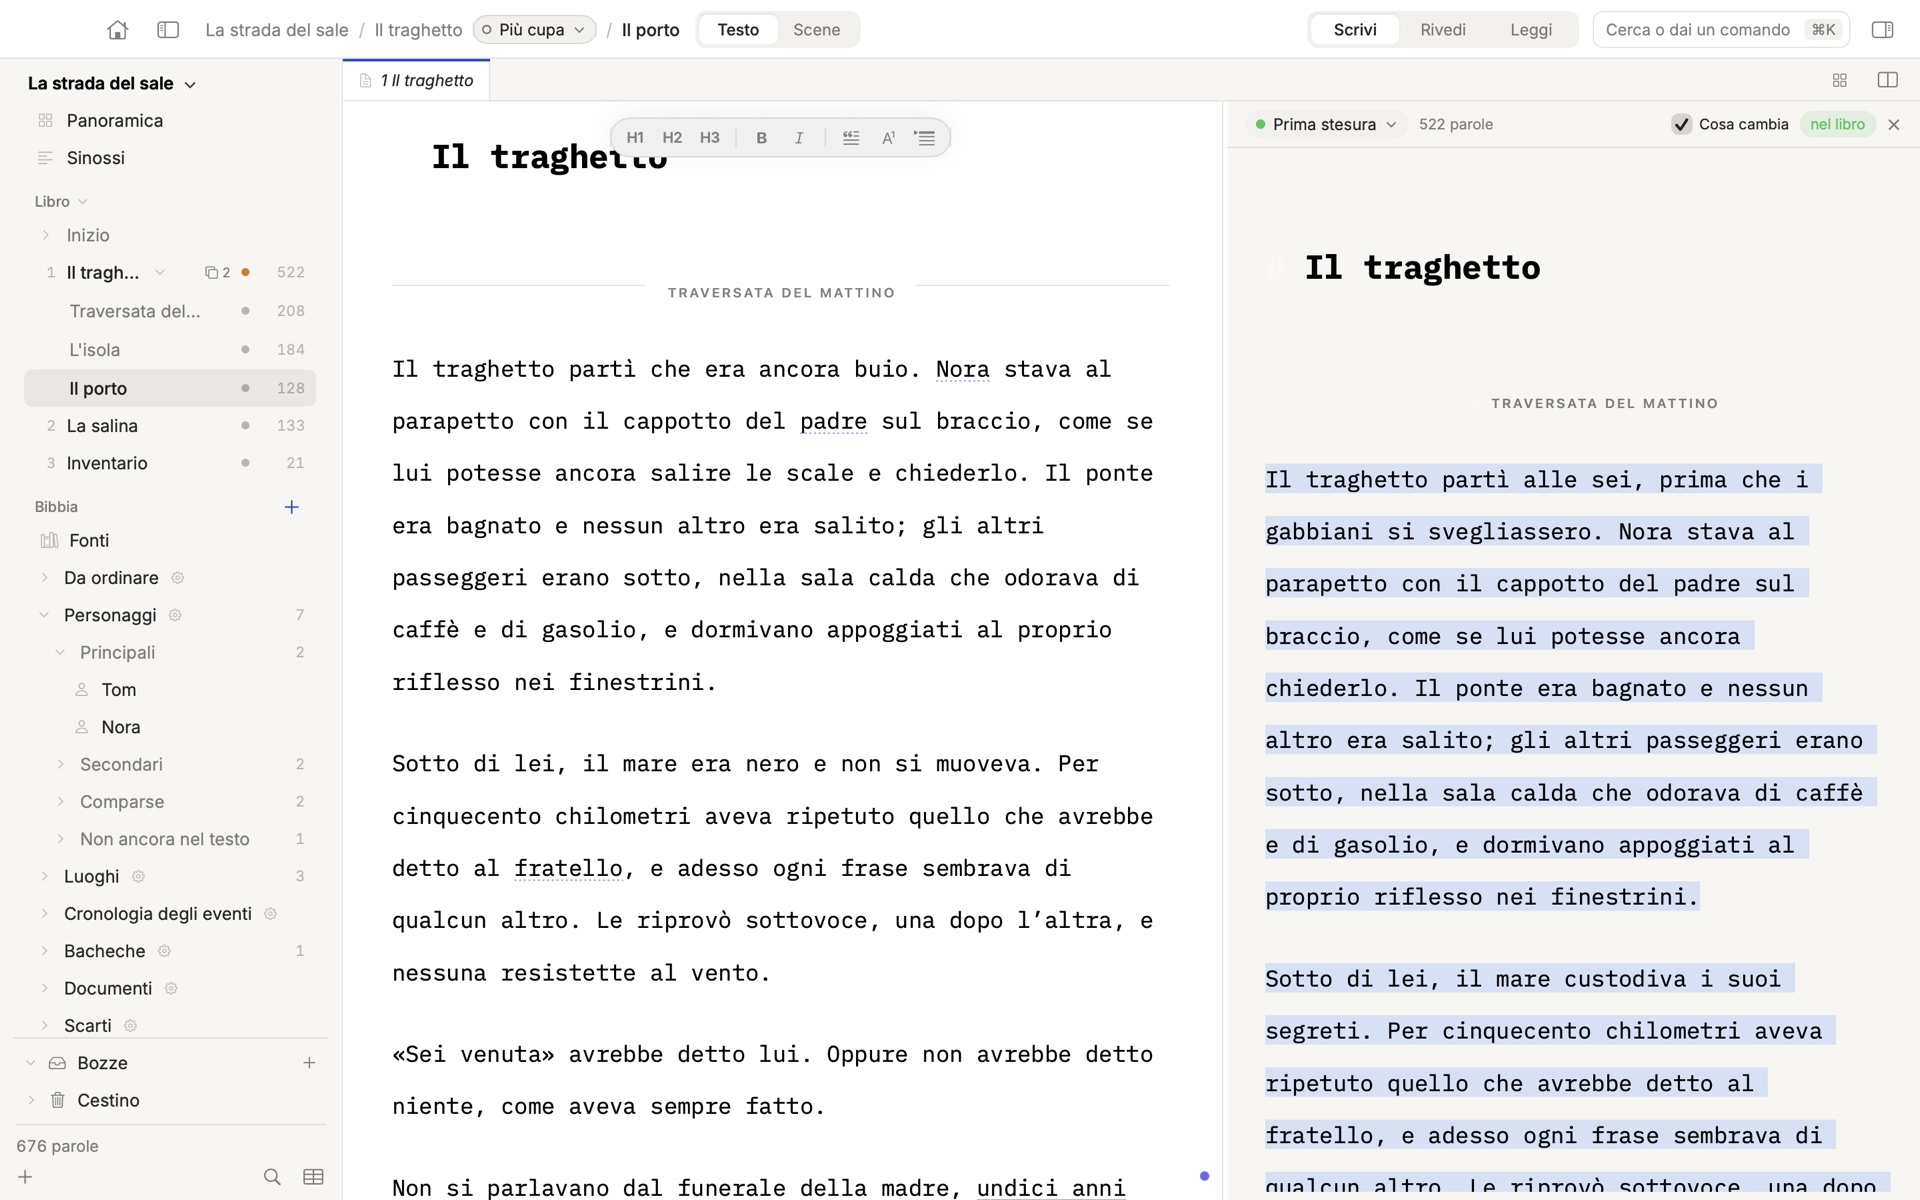 La strada del sale / Il traghetto Più cupa / Il porto Testo Scene Scrivi Rivedi Leggi Cerca o dai un comando ⌘K
La strada del sale
Panoramica
Sinossi
Libro
Inizio
1 Il tragh... 2 522
Traversata del... 208
L'isola 184
Il porto 128
2 La salina 133
3 Inventario 21
Bibbia +
Fonti
Da ordinare
Personaggi 7
Principali 2
Tom
Nora
Secondari 2
Comparse 2
Non ancora nel testo 1
Luoghi 3
Cronologia degli eventi
Bacheche 1
Documenti
Scarti
Bozze +
Cestino
676 parole
+
1 Il traghetto
H1 H2 H3 B I A¹
Il traghetto
TRAVERSATA DEL MATTINO
Il traghetto partì che era ancora buio. Nora stava al
parapetto con il cappotto del padre sul braccio, come se
lui potesse ancora salire le scale e chiederlo. Il ponte
era bagnato e nessun altro era salito; gli altri
passeggeri erano sotto, nella sala calda che odorava di
caffè e di gasolio, e dormivano appoggiati al proprio
riflesso nei finestrini.
Sotto di lei, il mare era nero e non si muoveva. Per
cinquecento chilometri aveva ripetuto quello che avrebbe
detto al fratello, e adesso ogni frase sembrava di
qualcun altro. Le riprovò sottovoce, una dopo l’altra, e
nessuna resistette al vento.
«Sei venuta» avrebbe detto lui. Oppure non avrebbe detto
niente, come aveva sempre fatto.
Non si parlavano dal funerale della madre, undici anni
Prima stesura 522 parole Cosa cambia nel libro
# Il traghetto
TRAVERSATA DEL MATTINO
Il traghetto partì alle sei, prima che i
gabbiani si svegliassero. Nora stava al
parapetto con il cappotto del padre sul
braccio, come se lui potesse ancora
chiederlo. Il ponte era bagnato e nessun
altro era salito; gli altri passeggeri erano
sotto, nella sala calda che odorava di caffè
e di gasolio, e dormivano appoggiati al
proprio riflesso nei finestrini.
Sotto di lei, il mare custodiva i suoi
segreti. Per cinquecento chilometri aveva
ripetuto quello che avrebbe detto al
fratello, e adesso ogni frase sembrava di
qualcun altro. Le riprovò sottovoce, una dopo